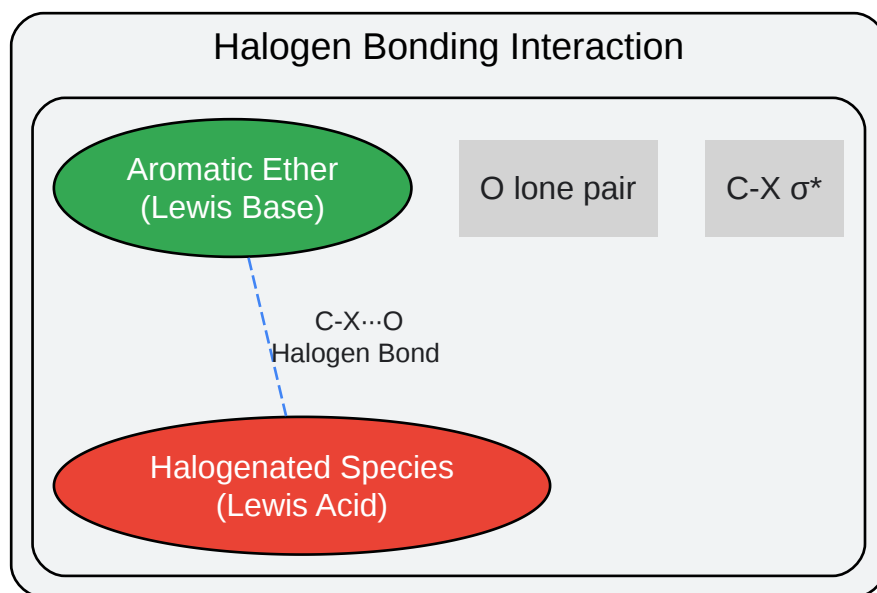 Halogen Bonding Interaction
Aromatic Ether
(Lewis Base)
O lone pair
C-X σ*
C-X···O
Halogen Bond
Halogenated Species
(Lewis Acid)